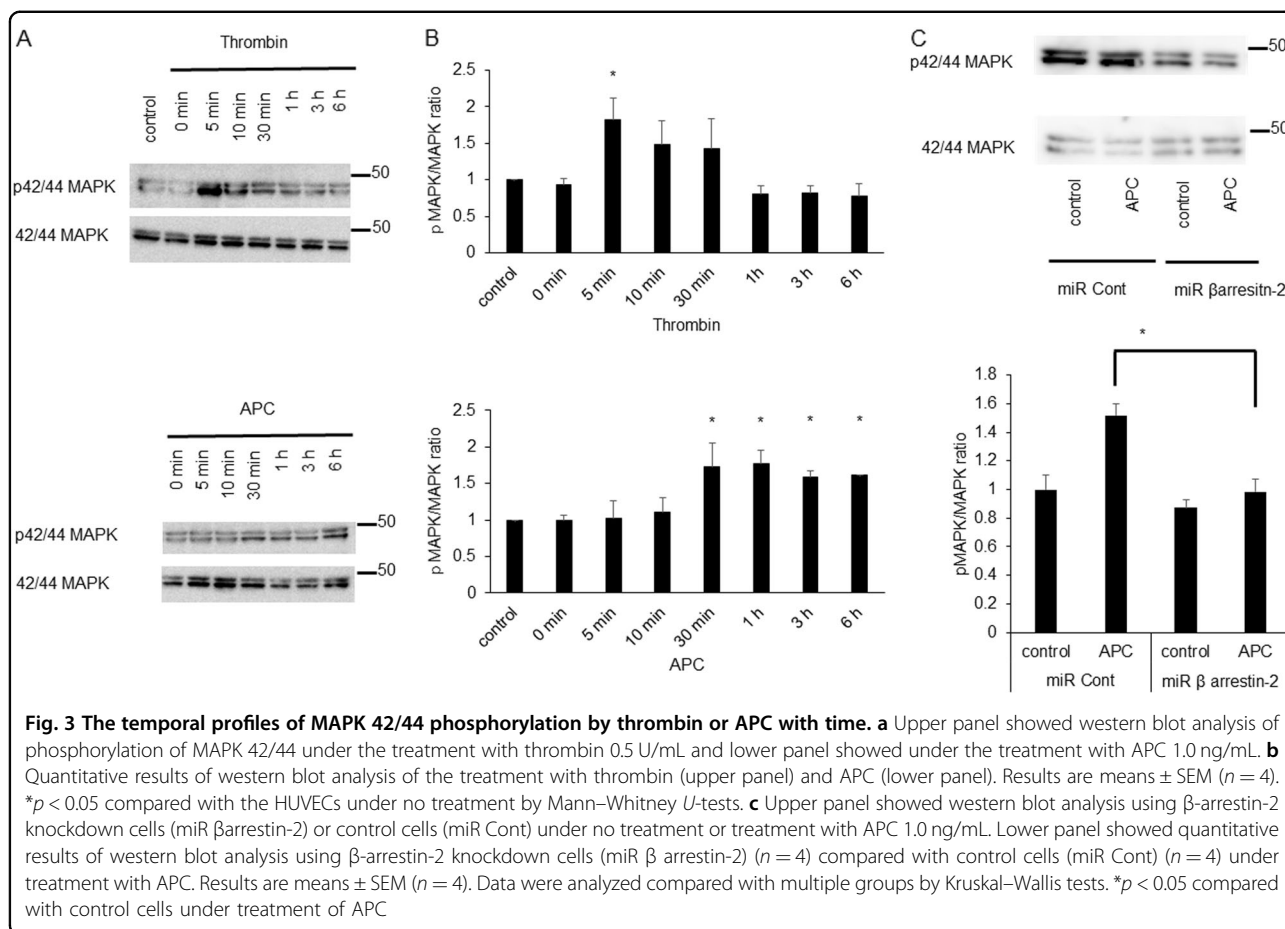 A
Thrombin
control
0 min
5 min
10 min
30 min
1 h
3 h
6 h
p42/44 MAPK
50
42/44 MAPK
50
APC
0 min
5 min
10 min
30 min
1 h
3 h
6 h
p42/44 MAPK
50
42/44 MAPK
50
B
p MAPK/MAPK ratio
2.5
2
1.5
1
0.5
0
*
control
0 min
5 min
10 min
30 min
1h
3 h
6 h
Thrombin
p MAPK/MAPK ratio
2.5
2
1.5
1
0.5
0
* * * *
control
0 min
5 min
10 min
30 min
1 h
3 h
6 h
APC
C
p42/44 MAPK
50
42/44 MAPK
50
control
APC
control
APC
miR Cont
miR βarresitn-2
*
pMAPK/MAPK ratio
1.8
1.6
1.4
1.2
1
0.8
0.6
0.4
0.2
0
control APC control APC
miR Cont miR β arrestin-2
Fig. 3 The temporal profiles of MAPK 42/44 phosphorylation by thrombin or APC with time. a Upper panel showed western blot analysis of
phosphorylation of MAPK 42/44 under the treatment with thrombin 0.5 U/mL and lower panel showed under the treatment with APC 1.0 ng/mL. b
Quantitative results of western blot analysis of the treatment with thrombin (upper panel) and APC (lower panel). Results are means ± SEM (n = 4).
*p < 0.05 compared with the HUVECs under no treatment by Mann–Whitney U-tests. c Upper panel showed western blot analysis using β-arrestin-2
knockdown cells (miR βarrestin-2) or control cells (miR Cont) under no treatment or treatment with APC 1.0 ng/mL. Lower panel showed quantitative
results of western blot analysis using β-arrestin-2 knockdown cells (miR β arrestin-2) (n = 4) compared with control cells (miR Cont) (n = 4) under
treatment with APC. Results are means ± SEM (n = 4). Data were analyzed compared with multiple groups by Kruskal–Wallis tests. *p < 0.05 compared
with control cells under treatment of APC